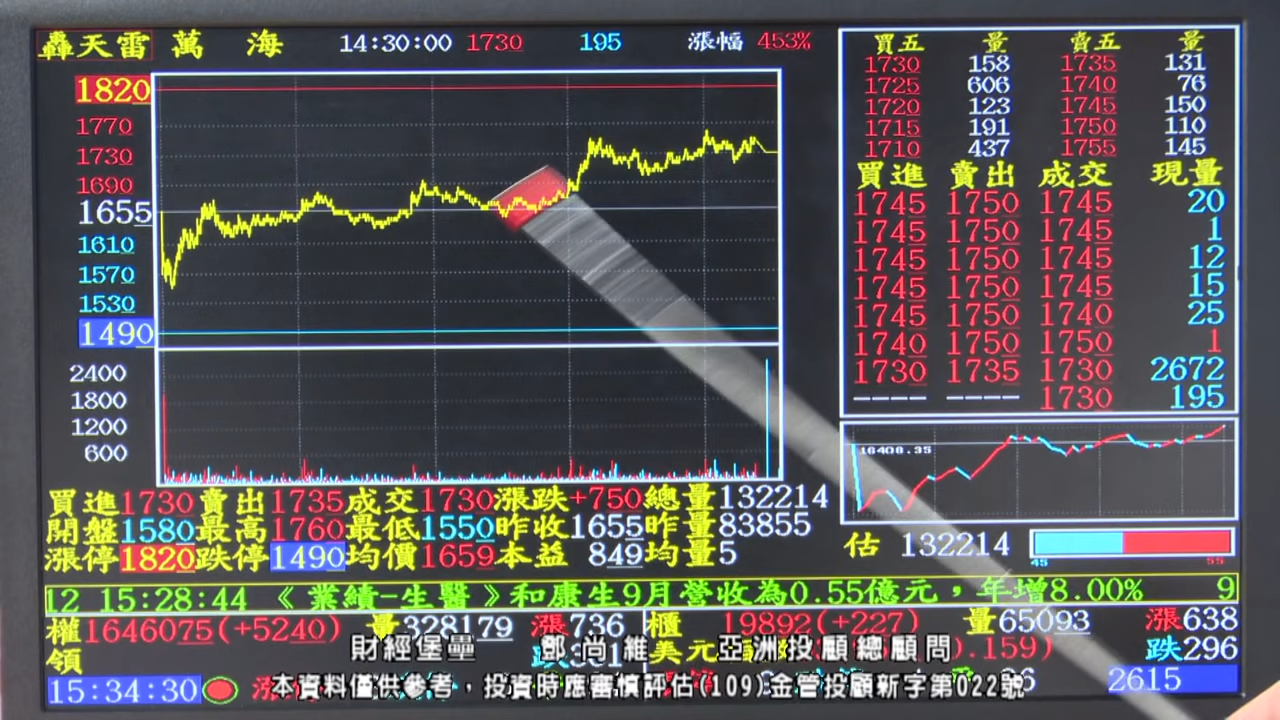 轟天雷 萬 海 14:30:00 1730 195 漲幅 453%
1820
1770
1730
1690
1655
1610
1570
1530
1490
2400
1800
1200
600
買五 量 賣五 量
1730 158 1735 131
1725 606 1740 76
1720 123 1745 150
1715 191 1750 110
1710 437 1755 145
買進 賣出 成交 現量
1745 1750 1745 20
1745 1750 1745 1
1745 1750 1745 12
1745 1750 1745 15
1745 1750 1740 25
1740 1750 1750 1
1730 1735 1730 2672
---- ---- 1730 195
16408.35
買進1730賣出1735成交1730漲跌+750總量132214
開盤1580最高1760最低1550昨收1655昨量83855
漲停1820跌停1490均價1659本益 849均量5
估 132214
45 55
12 15:28:44 《業績-生醫》和康生9月營收為0.55億元，年增8.00% 9
權1646075(+5240) 量328179 漲736 櫃 19892(+227) 量65093 漲638
領 美元 .159) 跌296
財經堡壘 鄧尚維 亞洲投顧總顧問
15:34:30 2615
本資料僅供參考，投資時應審慎評估(109)金管投顧新字第022號